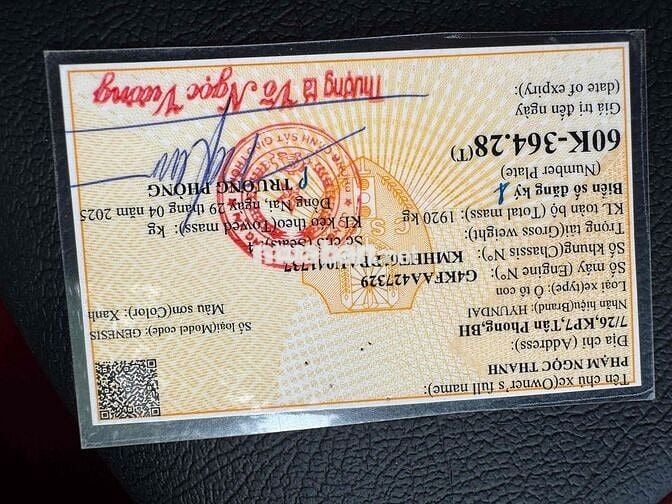 Tên chủ xe(Owner's full name):
PHẠM NGỌC THANH
Địa chỉ (Address):
7/26,KP7,Tân Phong,BH
Nhãn hiệu(Brand): HYUNDAI Số loại(Model code): GENESIS
Loại xe(type): Ô tô con Màu sơn(Color): Xanh
Số máy (Engine N°): G4KFAA427329
Số khung (Chassis N°):
Trọng tải(Gross weight):
KL toàn bộ (Total mass): 1920 kg KL kéo theo(Towed mass): kg
Biển số đăng ký
(Number Plate) Đồng Nai, ngày 29 tháng 04 năm 2025
60K-364.28(T) TRƯỞNG PHÒNG
Giá trị đến ngày
(date of expiry):
Thượng tá Võ Ngọc Vương